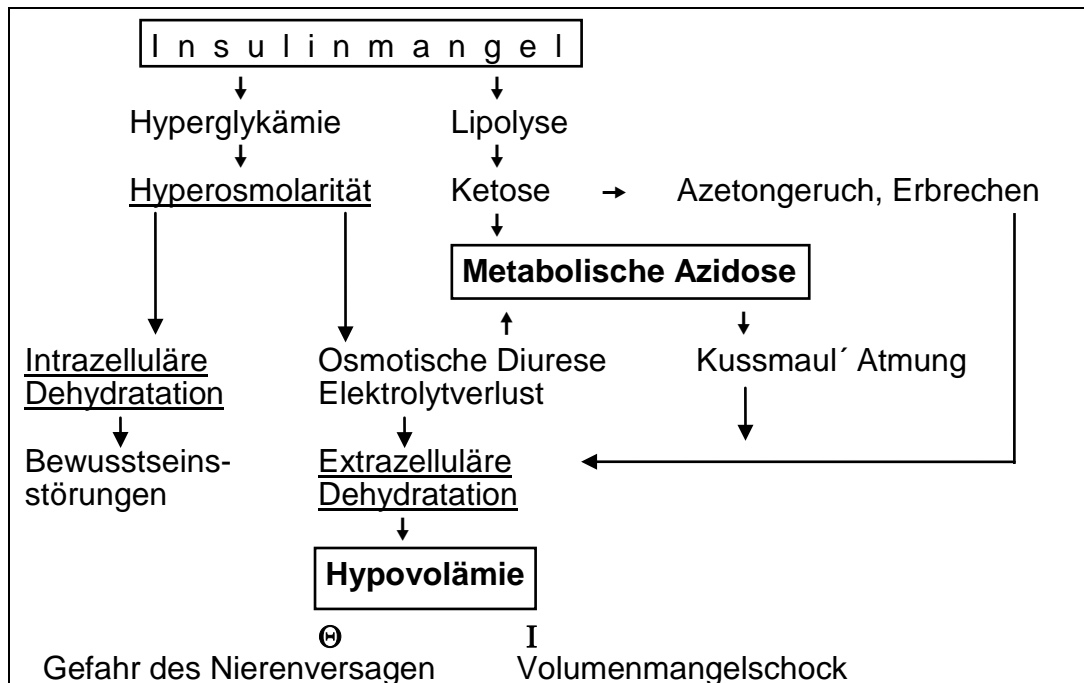 I n s u l i n m a n g e l
Hyperglykämie Lipolyse
Hyperosmolarität Ketose Azetongeruch, Erbrechen
Metabolische Azidose
Intrazelluläre Osmotische Diurese Kussmaul´ Atmung
Dehydratation Elektrolytverlust
Bewusstseins- Extrazelluläre
störungen Dehydratation
Hypovolämie
Θ I
Gefahr des Nierenversagen Volumenmangelschock